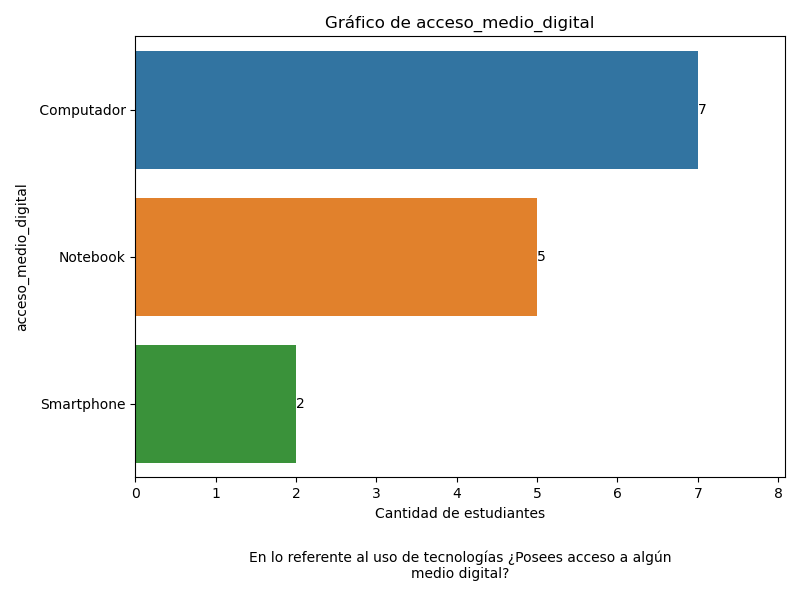 Gráfico de acceso_medio_digital
acceso_medio_digital
Computador
7
Notebook
5
Smartphone
2
0 1 2 3 4 5 6 7 8
Cantidad de estudiantes
En lo referente al uso de tecnologías ¿Posees acceso a algún
medio digital?